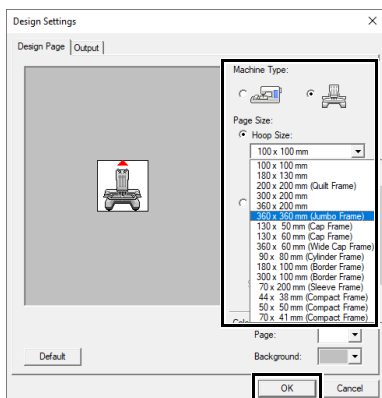 Design Settings
Design Page
Output
Machine Type:
Page Size:
Hoop Size:
100 x 100 mm
100 x 100 mm
180 x 130 mm
200 x 200 mm (Quilt Frame)
300 x 200 mm
360 x 200 mm
360 x 360 mm (Jumbo Frame)
130 x 50 mm (Cap Frame)
130 x 60 mm (Cap Frame)
360 x 60 mm (Wide Cap Frame)
90 x 80 mm (Cylinder Frame)
180 x 100 mm (Border Frame)
300 x 100 mm (Border Frame)
70 x 200 mm (Sleeve Frame)
44 x 38 mm (Compact Frame)
50 x 50 mm (Compact Frame)
70 x 41 mm (Compact Frame)
Page:
Default
Background:
OK
Cancel